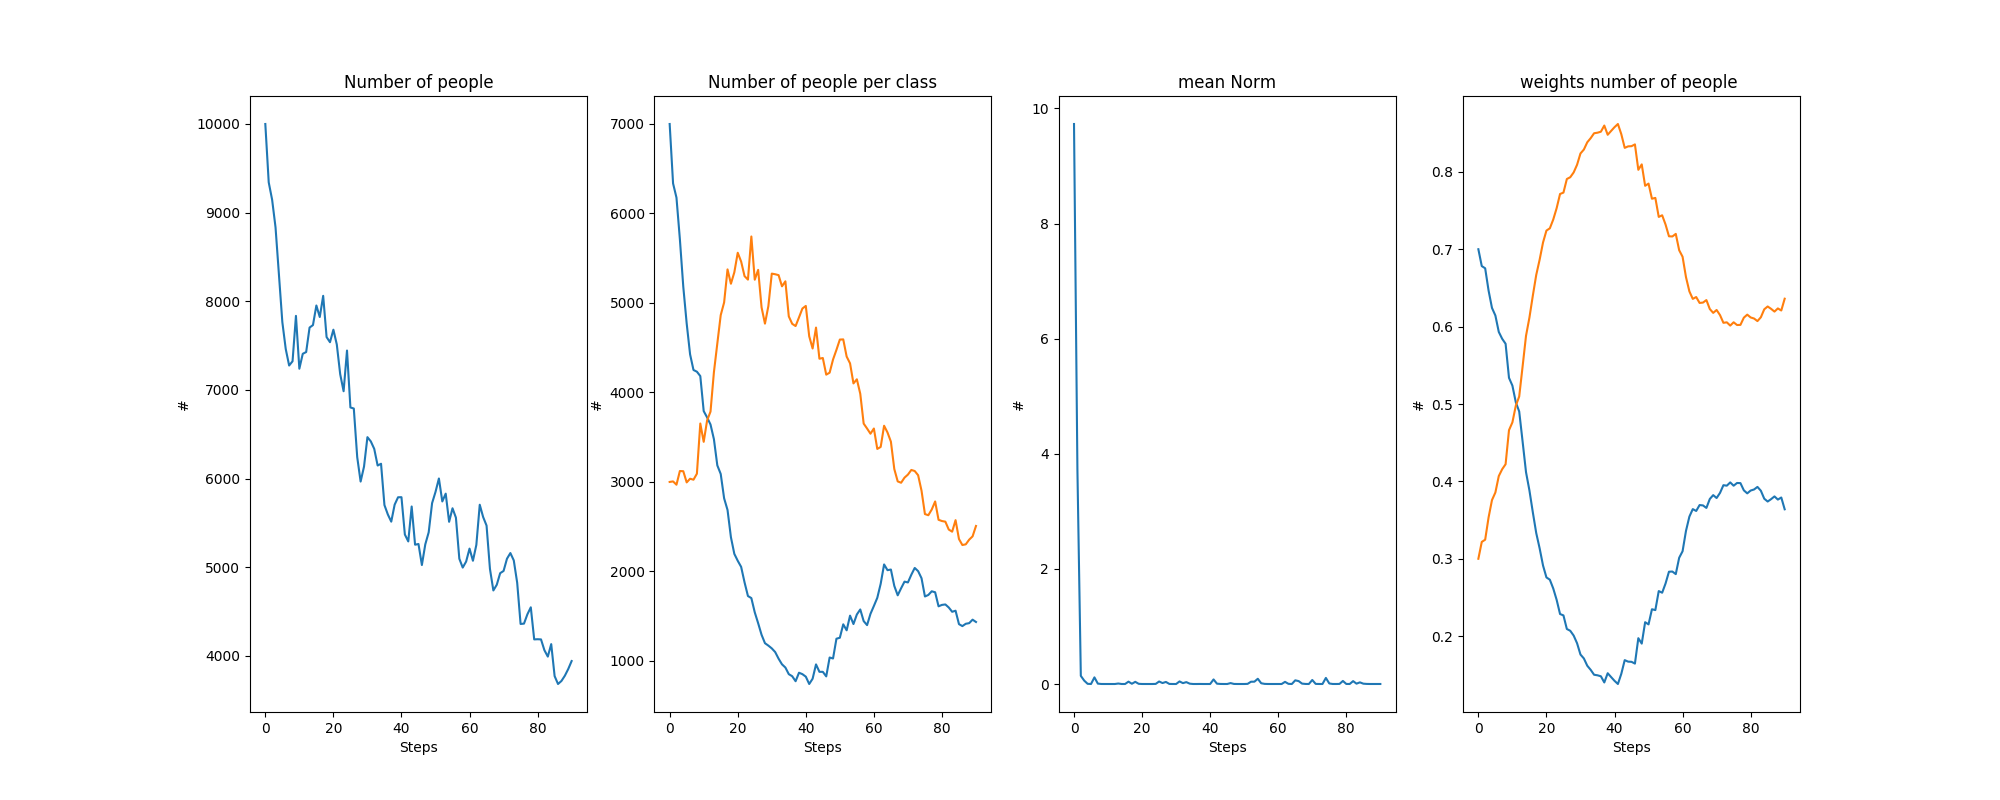 Number of people
10000
9000
8000
7000
6000
5000
4000
#
0 20 40 60 80
Steps
Number of people per class
7000
6000
5000
4000
3000
2000
1000
#
0 20 40 60 80
Steps
mean Norm
10
8
6
4
2
0
#
0 20 40 60 80
Steps
weights number of people
0.8
0.7
0.6
0.5
0.4
0.3
0.2
#
0 20 40 60 80
Steps